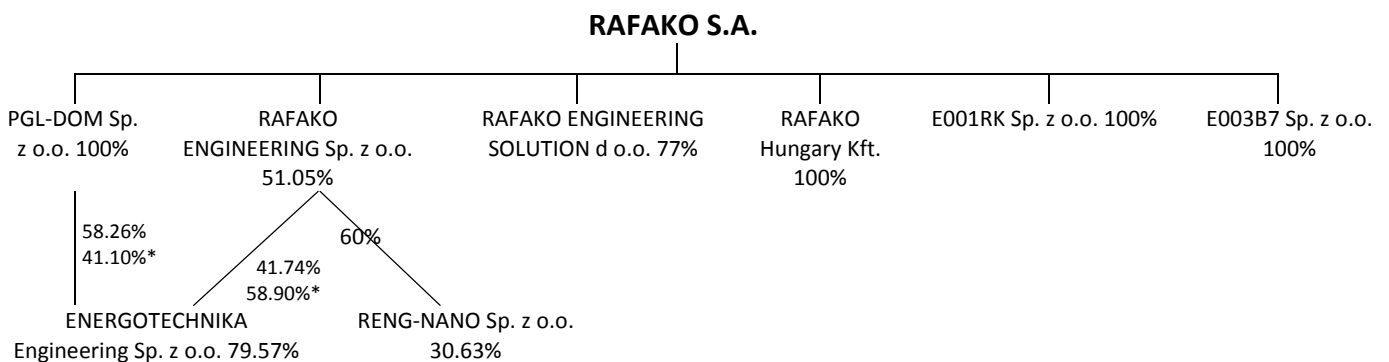 RAFAKO S.A.
PGL-DOM Sp.
z o.o. 100%
RAFAKO
ENGINEERING Sp. z o.o.
51.05%
RAFAKO ENGINEERING
SOLUTION d o.o. 77%
RAFAKO
Hungary Kft.
100%
E001RK Sp. z o.o. 100%
E003B7 Sp. z o.o.
100%
58.26%
41.10%*
60%
41.74%
58.90%*
ENERGOTECHNIKA
Engineering Sp. z o.o. 79.57%
RENG-NANO Sp. z o.o.
30.63%